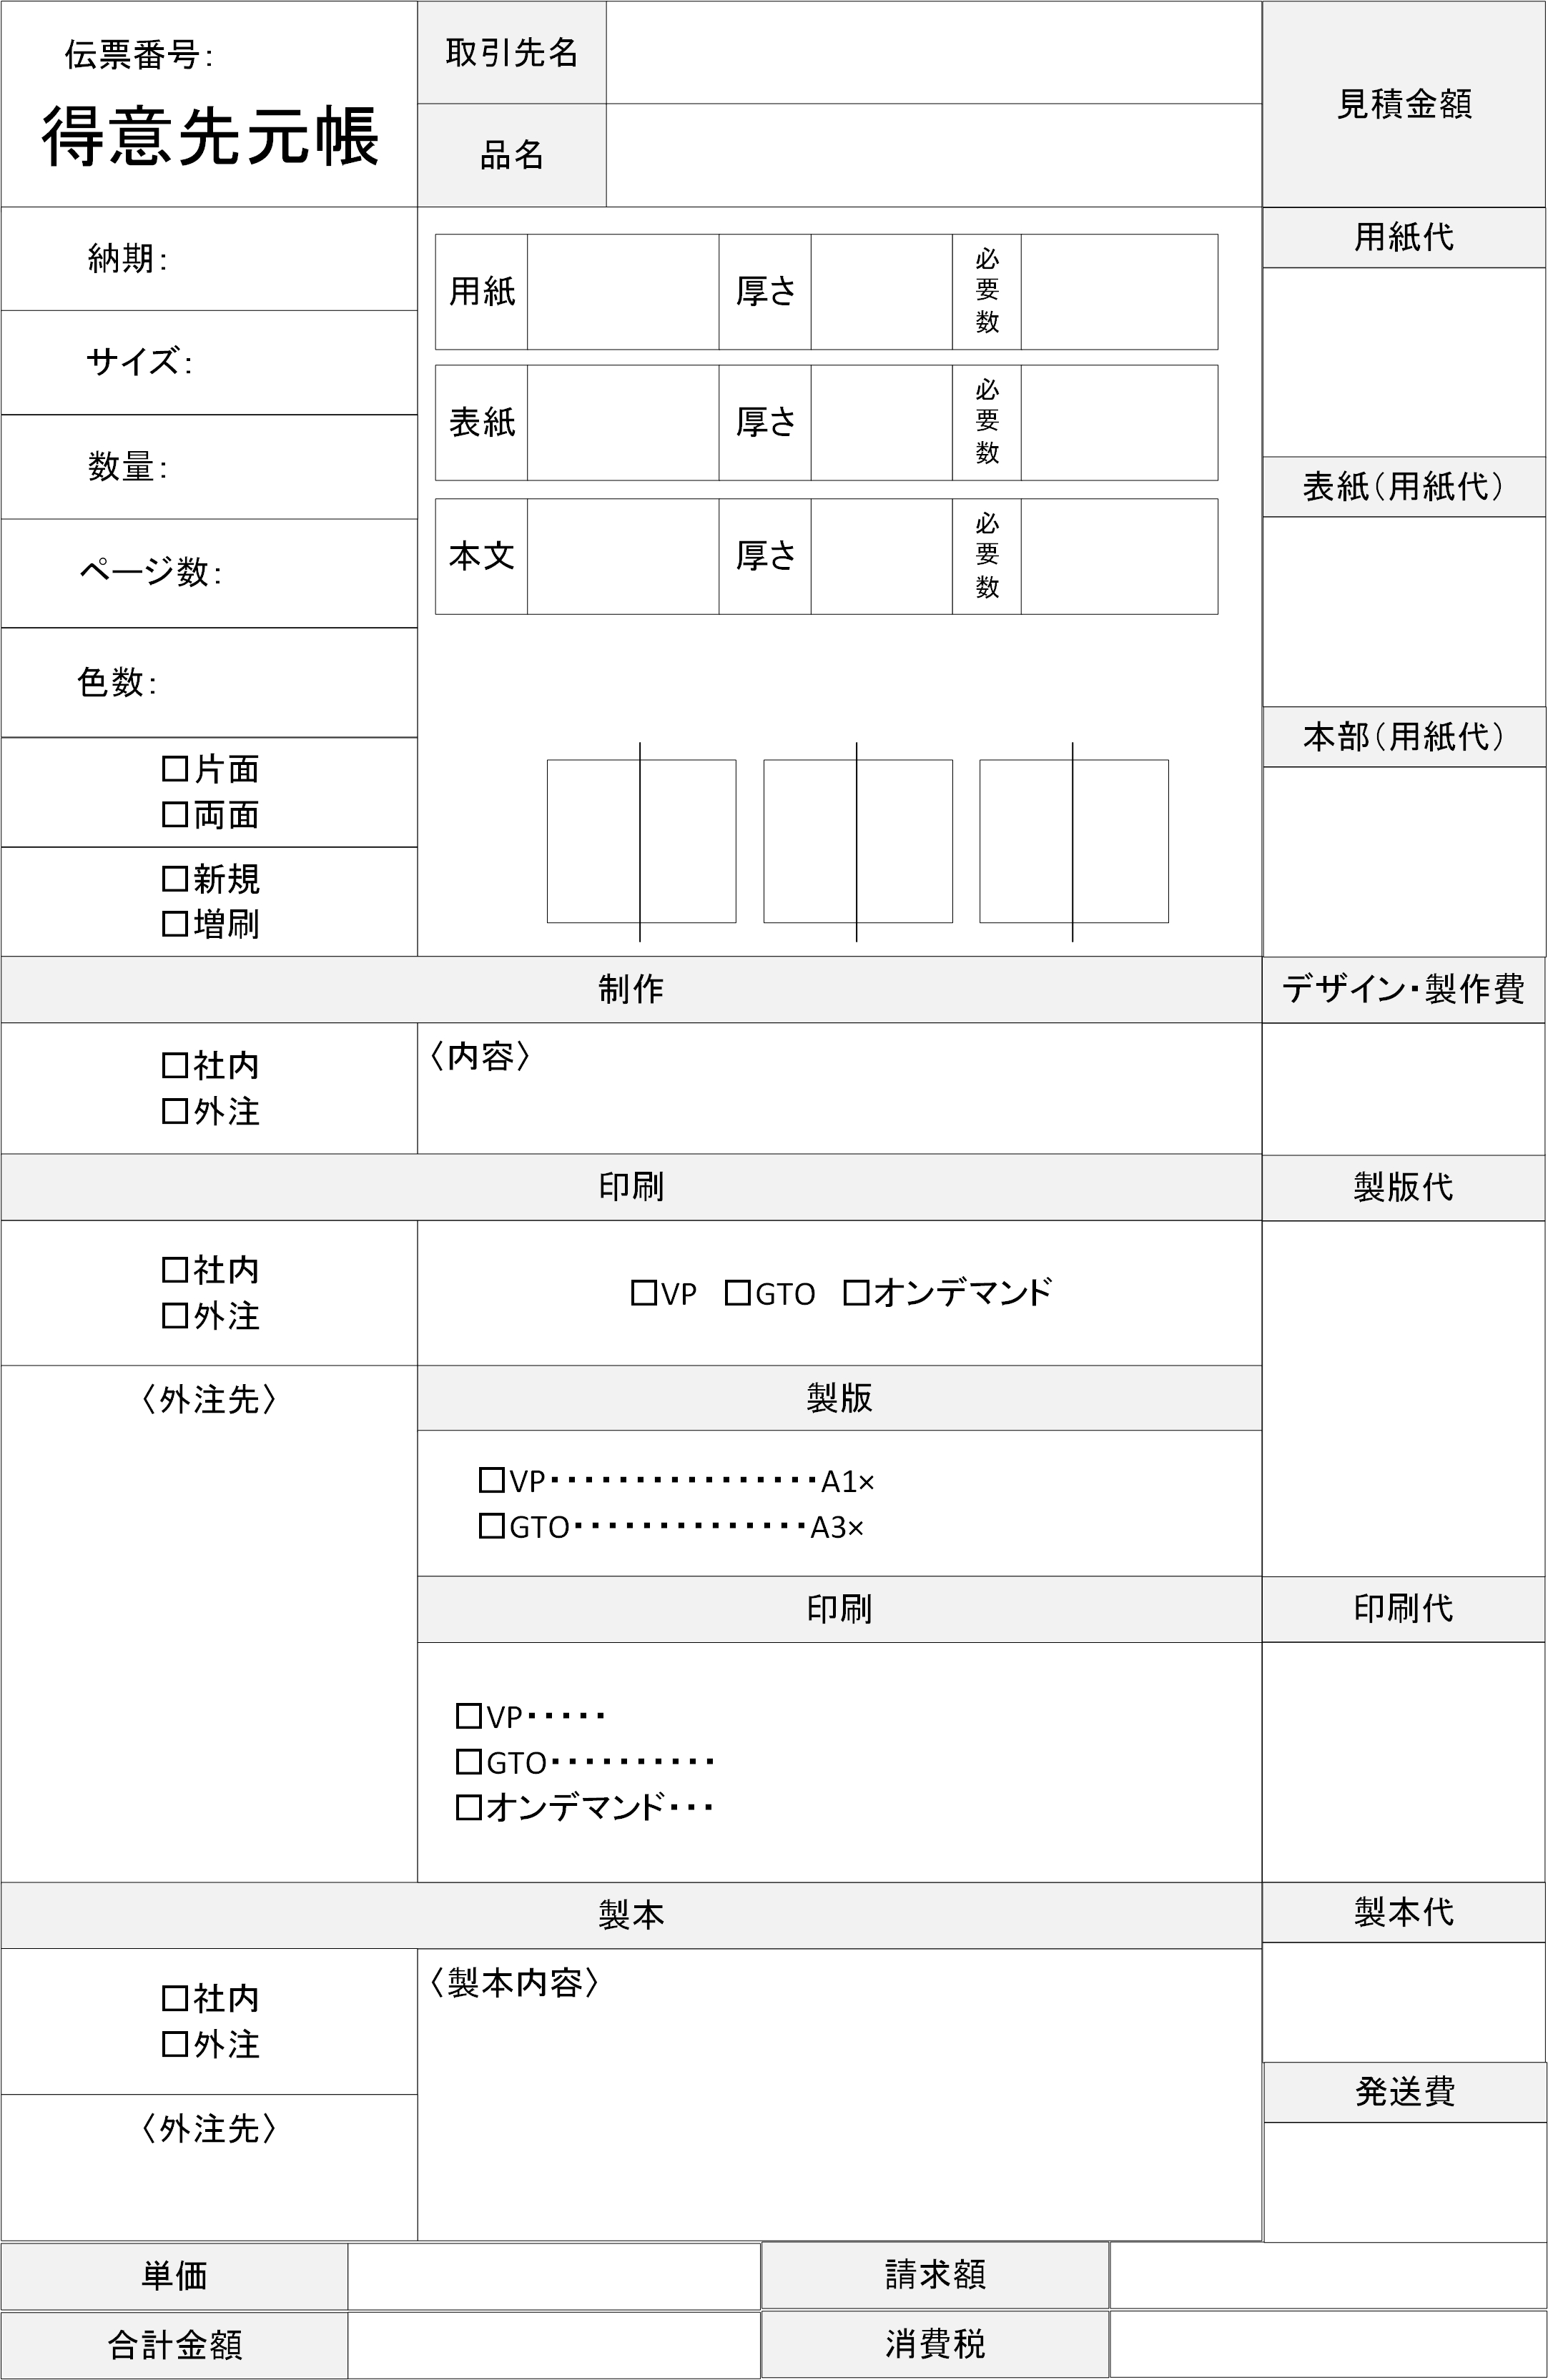 伝票番号：
得意先元帳
取引先名
品名
見積金額
納期：
サイズ：
数量：
ページ数：
色数：
□片面
□両面
□新規
□増刷
用紙 厚さ 必要数
表紙 厚さ 必要数
本文 厚さ 必要数
用紙代
表紙（用紙代）
本部（用紙代）
制作
デザイン・製作費
□社内
□外注
〈内容〉
印刷
製版代
□社内
□外注
□VP □GTO □オンデマンド
〈外注先〉
製版
□VP・・・・・・・・・・・・・・・・A1×
□GTO・・・・・・・・・・・・・・A3×
印刷
印刷代
□VP・・・・・
□GTO・・・・・・・・・・
□オンデマンド・・・
製本
製本代
□社内
□外注
〈製本内容〉
〈外注先〉
発送費
単価
請求額
合計金額
消費税